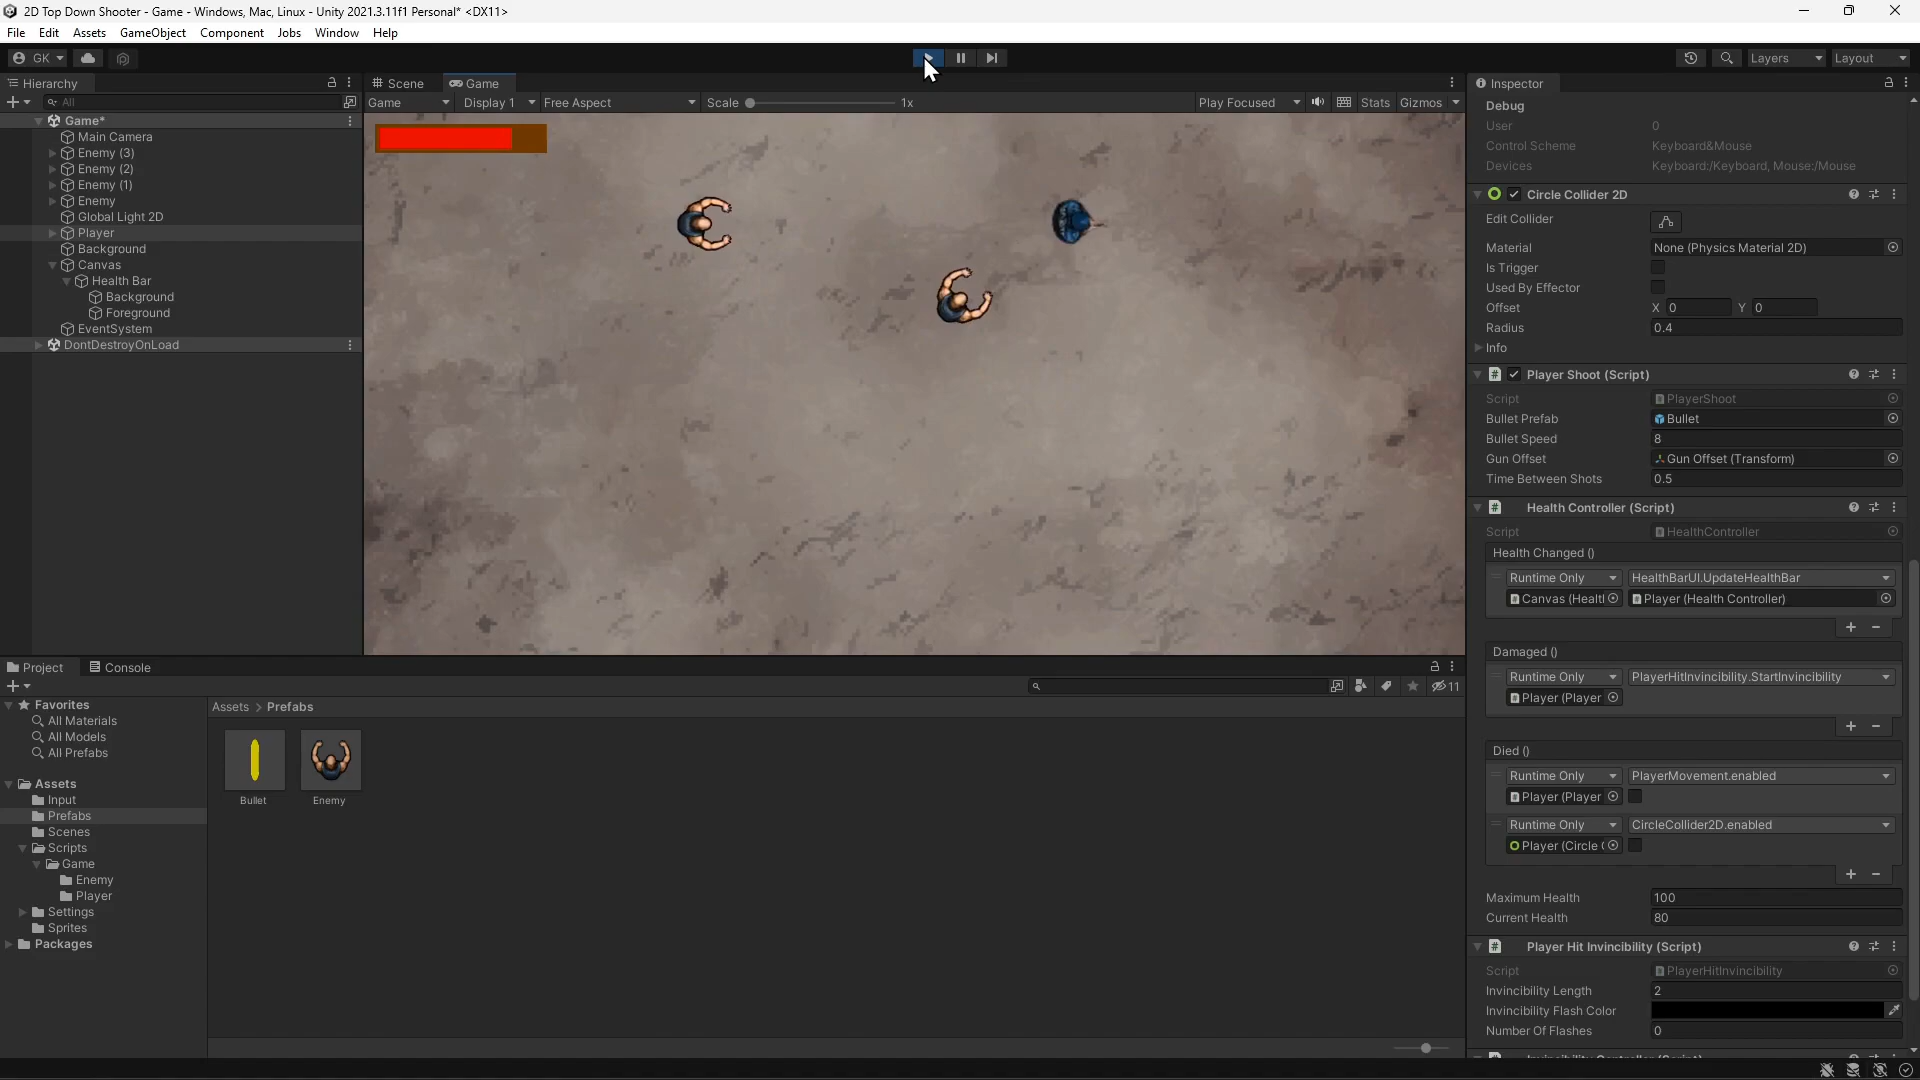 2D Top Down Shooter - Game - Windows, Mac, Linux - Unity 2021.3.11f1 Personal* <DX11>
File Edit Assets GameObject Component Jobs Window Help
GK Layers Layout
Hierarchy
All
Game*
Main Camera
Enemy (3)
Enemy (2)
Enemy (1)
Enemy
Global Light 2D
Player
Background
Canvas
Health Bar
Background
Foreground
EventSystem
DontDestroyOnLoad
Scene Game
Game Display 1 Free Aspect Scale 1x Play Focused Stats Gizmos
Inspector
Debug
User 0
Control Scheme Keyboard&Mouse
Devices Keyboard:/Keyboard, Mouse:/Mouse
Circle Collider 2D
Edit Collider
Material None (Physics Material 2D)
Is Trigger
Used By Effector
Offset X 0 Y 0
Radius 0.4
Info
# Player Shoot (Script)
Script PlayerShoot
Bullet Prefab Bullet
Bullet Speed 8
Gun Offset Gun Offset (Transform)
Time Between Shots 0.5
# Health Controller (Script)
Script HealthController
Health Changed ()
Runtime Only HealthBarUI.UpdateHealthBar
Canvas (Healt Player (Health Controller)
Damaged ()
Runtime Only PlayerHitInvincibility.StartInvincibility
Player (Player
Died ()
Runtime Only PlayerMovement.enabled
Player (Player
Runtime Only CircleCollider2D.enabled
Player (Circle
Maximum Health 100
Current Health 80
# Player Hit Invincibility (Script)
Script PlayerHitInvincibility
Invincibility Length 2
Invincibility Flash Color
Number Of Flashes 0
Project Console
11
Favorites
All Materials
All Models
All Prefabs
Assets
Input
Prefabs
Scenes
Scripts
Game
Enemy
Player
Settings
Sprites
Packages
Assets > Prefabs
Bullet Enemy